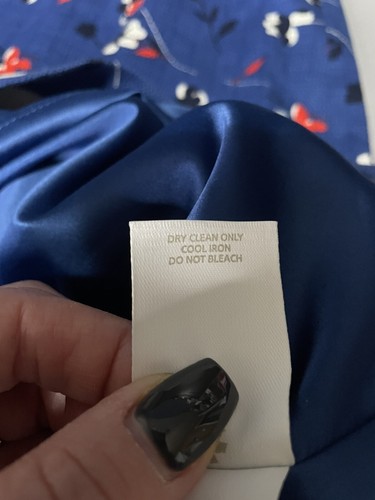 DRY CLEAN ONLY
COOL IRON
DO NOT BLEACH